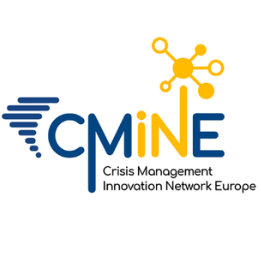 CMiNE
Crisis Management
Innovation Network Europe